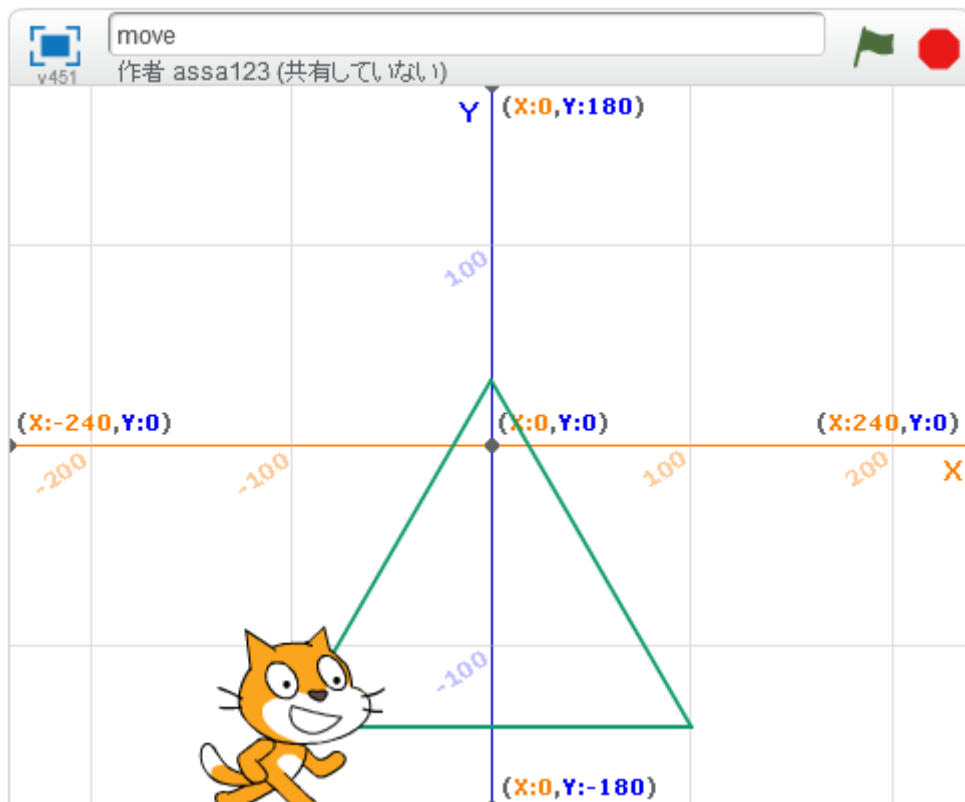 move
v451
作者 assa123 (共有していない)
Y
(X:0,Y:180)
100
(X:-240,Y:0)
(X:0,Y:0)
(X:240,Y:0)
-200
-100
100
200
X
-100
(X:0,Y:-180)